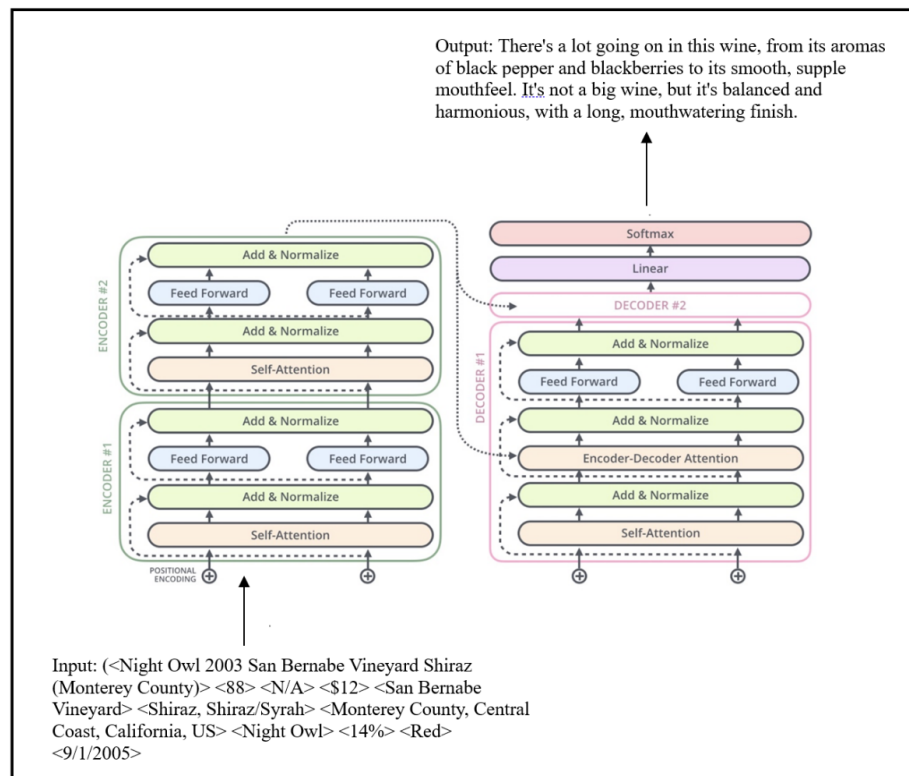 Output: There's a lot going on in this wine, from its aromas
of black pepper and blackberries to its smooth, supple
mouthfeel. It's not a big wine, but it's balanced and
harmonious, with a long, mouthwatering finish.
ENCODER #2
Add & Normalize
Feed Forward
Feed Forward
Add & Normalize
Self-Attention
ENCODER #1
Add & Normalize
Feed Forward
Feed Forward
Add & Normalize
Self-Attention
POSITIONAL
ENCODING
Softmax
Linear
DECODER #2
DECODER #1
Add & Normalize
Feed Forward
Feed Forward
Add & Normalize
Encoder-Decoder Attention
Add & Normalize
Self-Attention
Input: (<Night Owl 2003 San Bernabe Vineyard Shiraz
(Monterey County)> <88> <N/A> <$12> <San Bernabe
Vineyard> <Shiraz, Shiraz/Syrah> <Monterey County, Central
Coast, California, US> <Night Owl> <14%> <Red>
<9/1/2005>